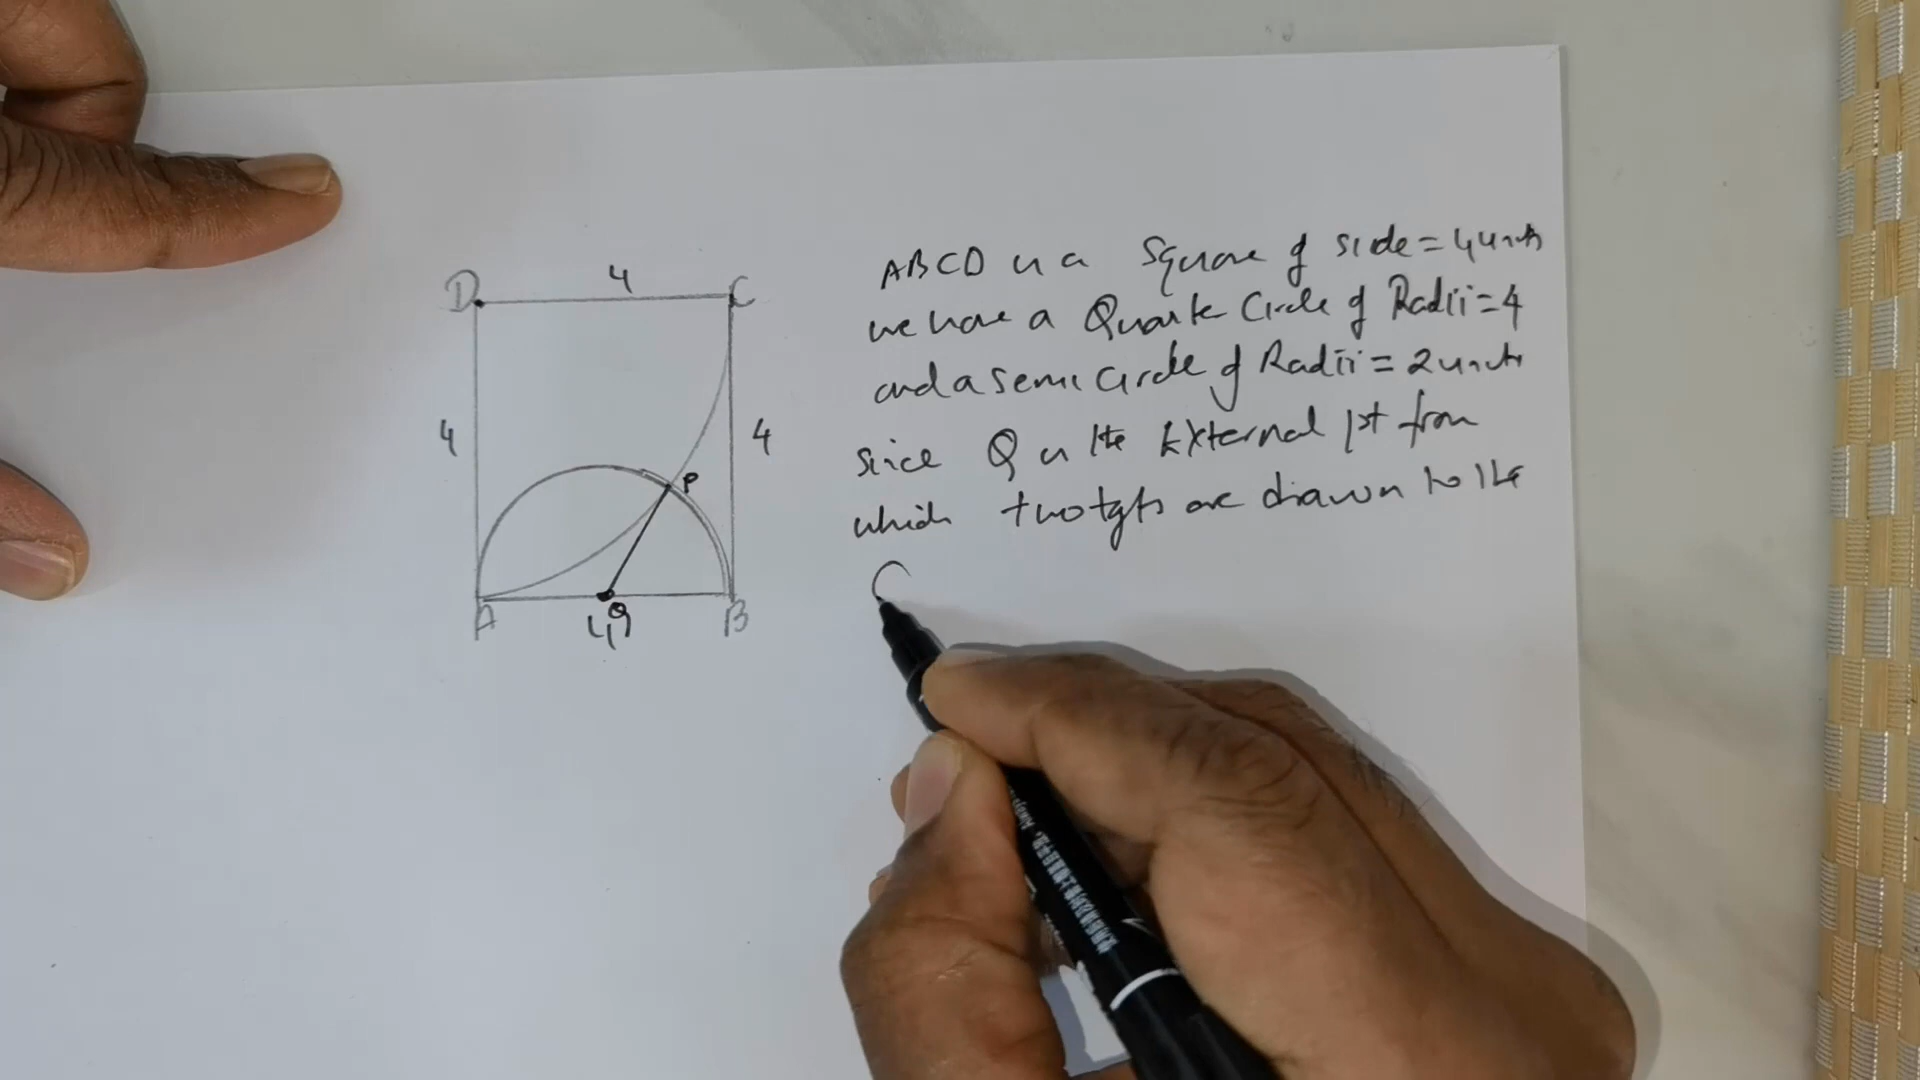 D 4 C
4 4
P
A Q B
4
ABCD is a Square of side = 4 units
we have a Quarter Circle of Radii = 4
and a semi circle of Radii = 2 units
since Q is the External pt from
which two tgts are drawn to the